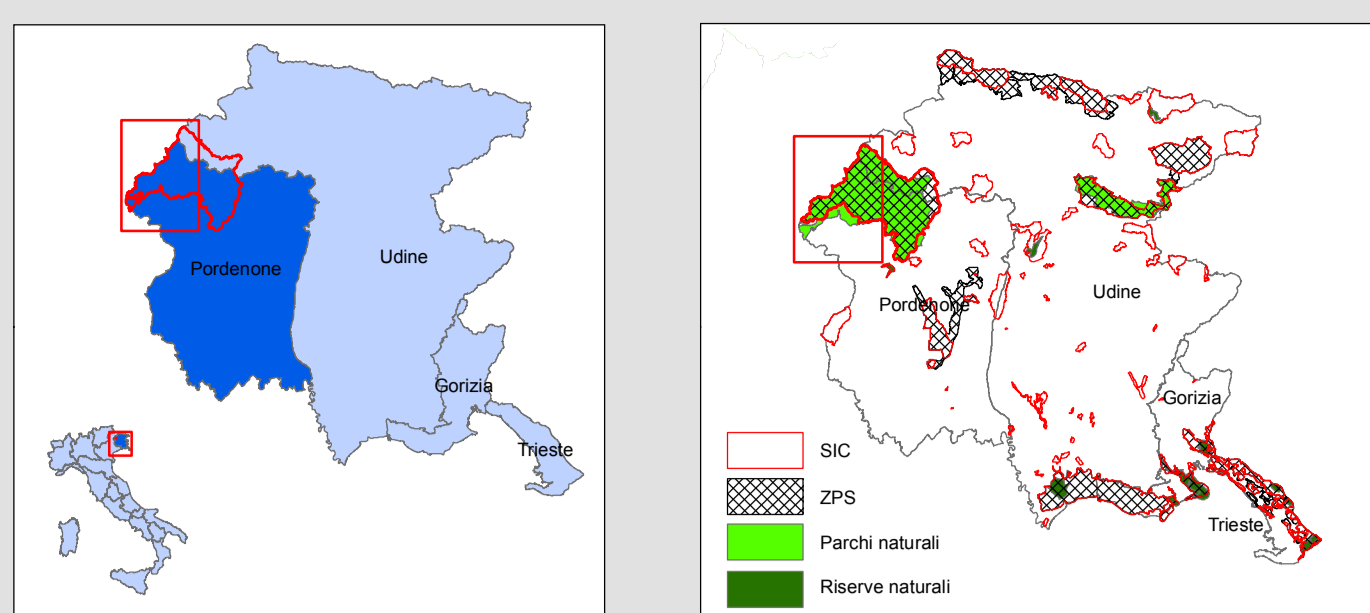 Pordenone
Udine
Gorizia
Trieste
Pordenone
Udine
Gorizia
Trieste
SIC
ZPS
Parchi naturali
Riserve naturali